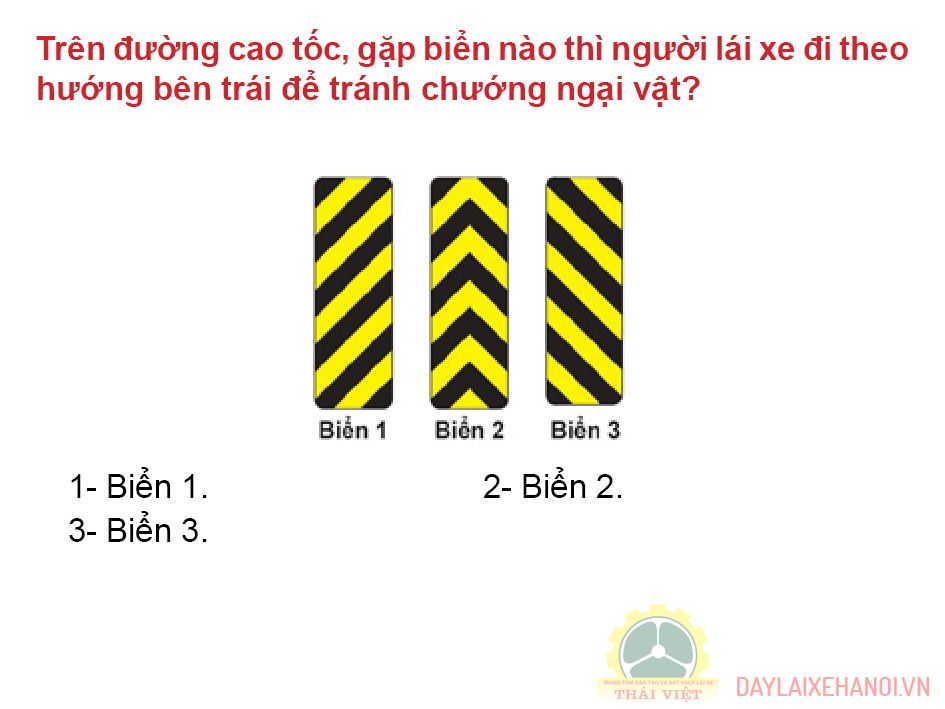 Trên đường cao tốc, gặp biển nào thì người lái xe đi theo
hướng bên trái để tránh chướng ngại vật?
Biển 1 Biển 2 Biển 3
1- Biển 1. 2- Biển 2.
3- Biển 3.
TRUNG TÂM ĐÀO TẠO VÀ SÁT HẠCH LÁI XE
THÁI VIỆT
DAYLAIXEHANOI.VN